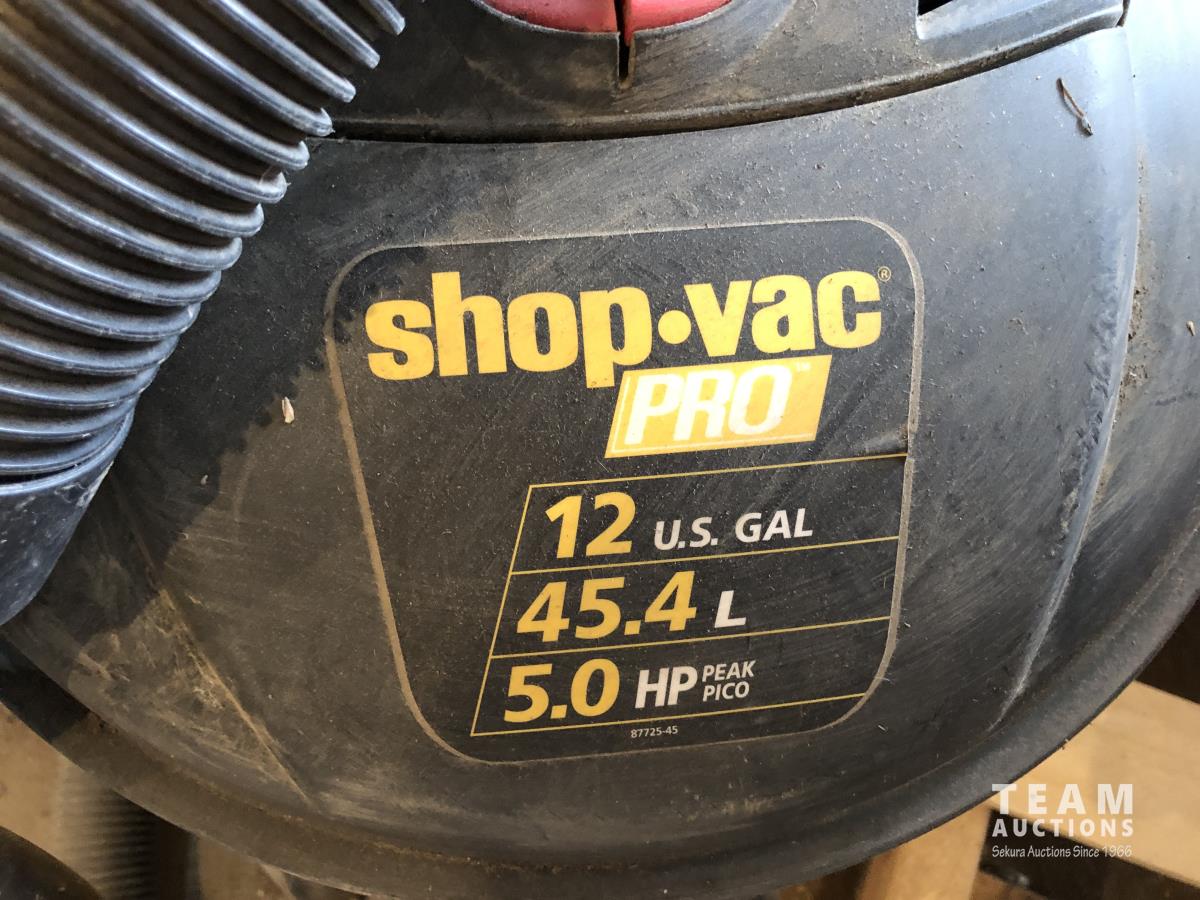 shop•vac®
PRO™
12 U.S. GAL
45.4 L
5.0 HP PEAK
PICO
87725-45
TEAM
AUCTIONS
Sekura Auctions Since 1966